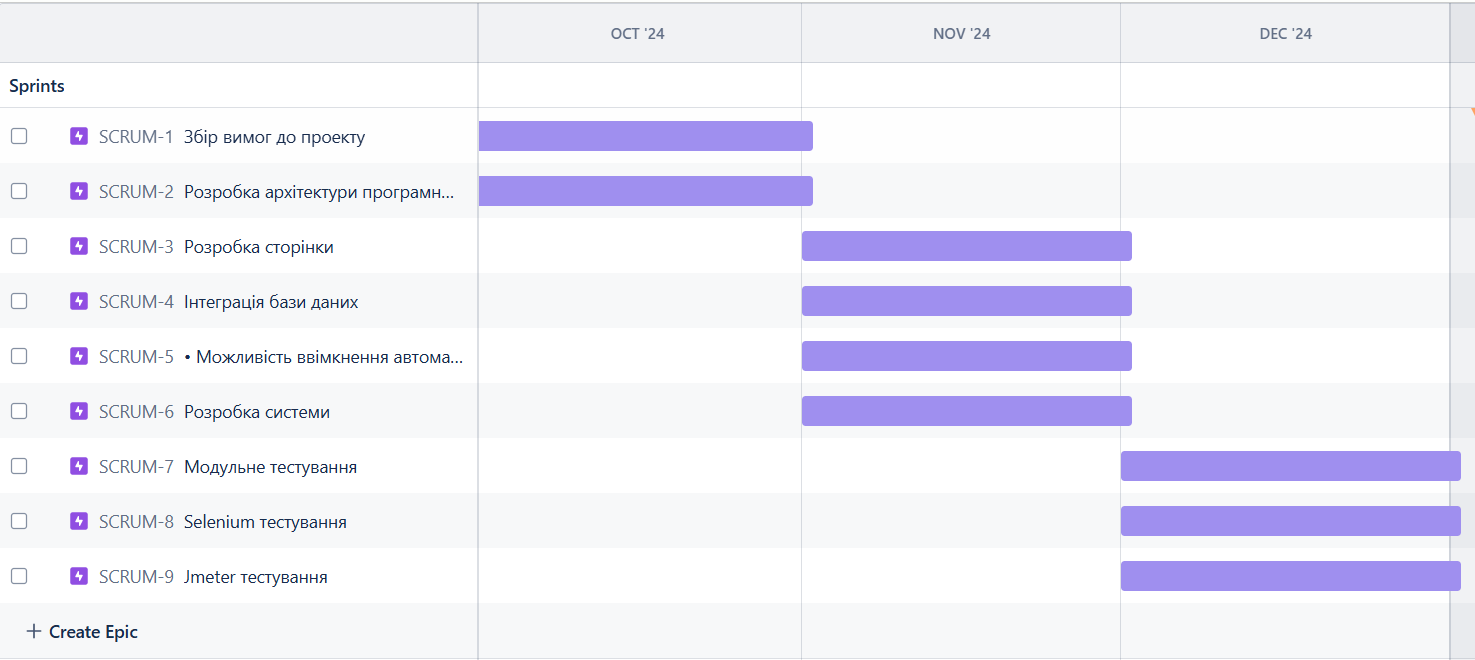 OCT '24 NOV '24 DEC '24
Sprints
SCRUM-1 Збір вимог до проекту
SCRUM-2 Розробка архітектури програмн...
SCRUM-3 Розробка сторінки
SCRUM-4 Інтеграція бази даних
SCRUM-5 • Можливість ввімкнення автома...
SCRUM-6 Розробка системи
SCRUM-7 Модульне тестування
SCRUM-8 Selenium тестування
SCRUM-9 Jmeter тестування
+ Create Epic